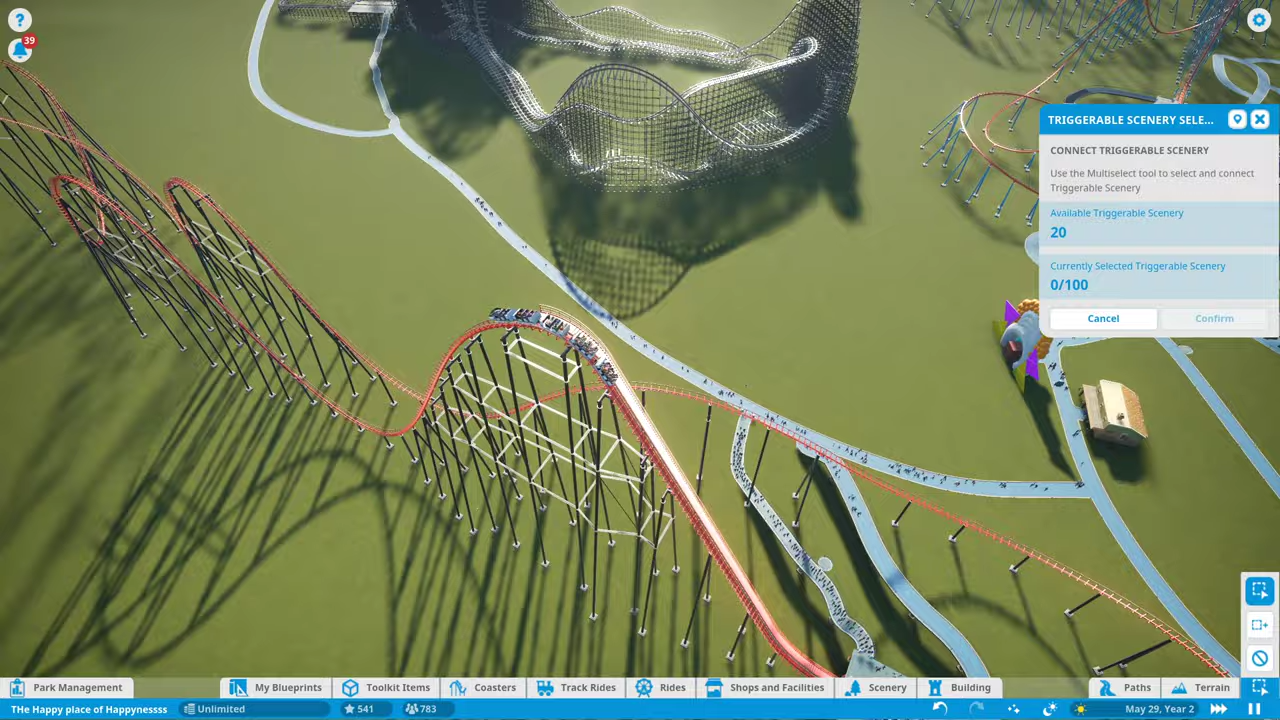 ?
39
TRIGGERABLE SCENERY SELE...
CONNECT TRIGGERABLE SCENERY
Use the Multiselect tool to select and connect
Triggerable Scenery
Available Triggerable Scenery
20
Currently Selected Triggerable Scenery
0/100
Cancel
Confirm
Park Management
My Blueprints
Toolkit Items
Coasters
Track Rides
Rides
Shops and Facilities
Scenery
Building
Paths
Terrain
The Happy place of Happynessss
Unlimited
541
783
May 29, Year 2